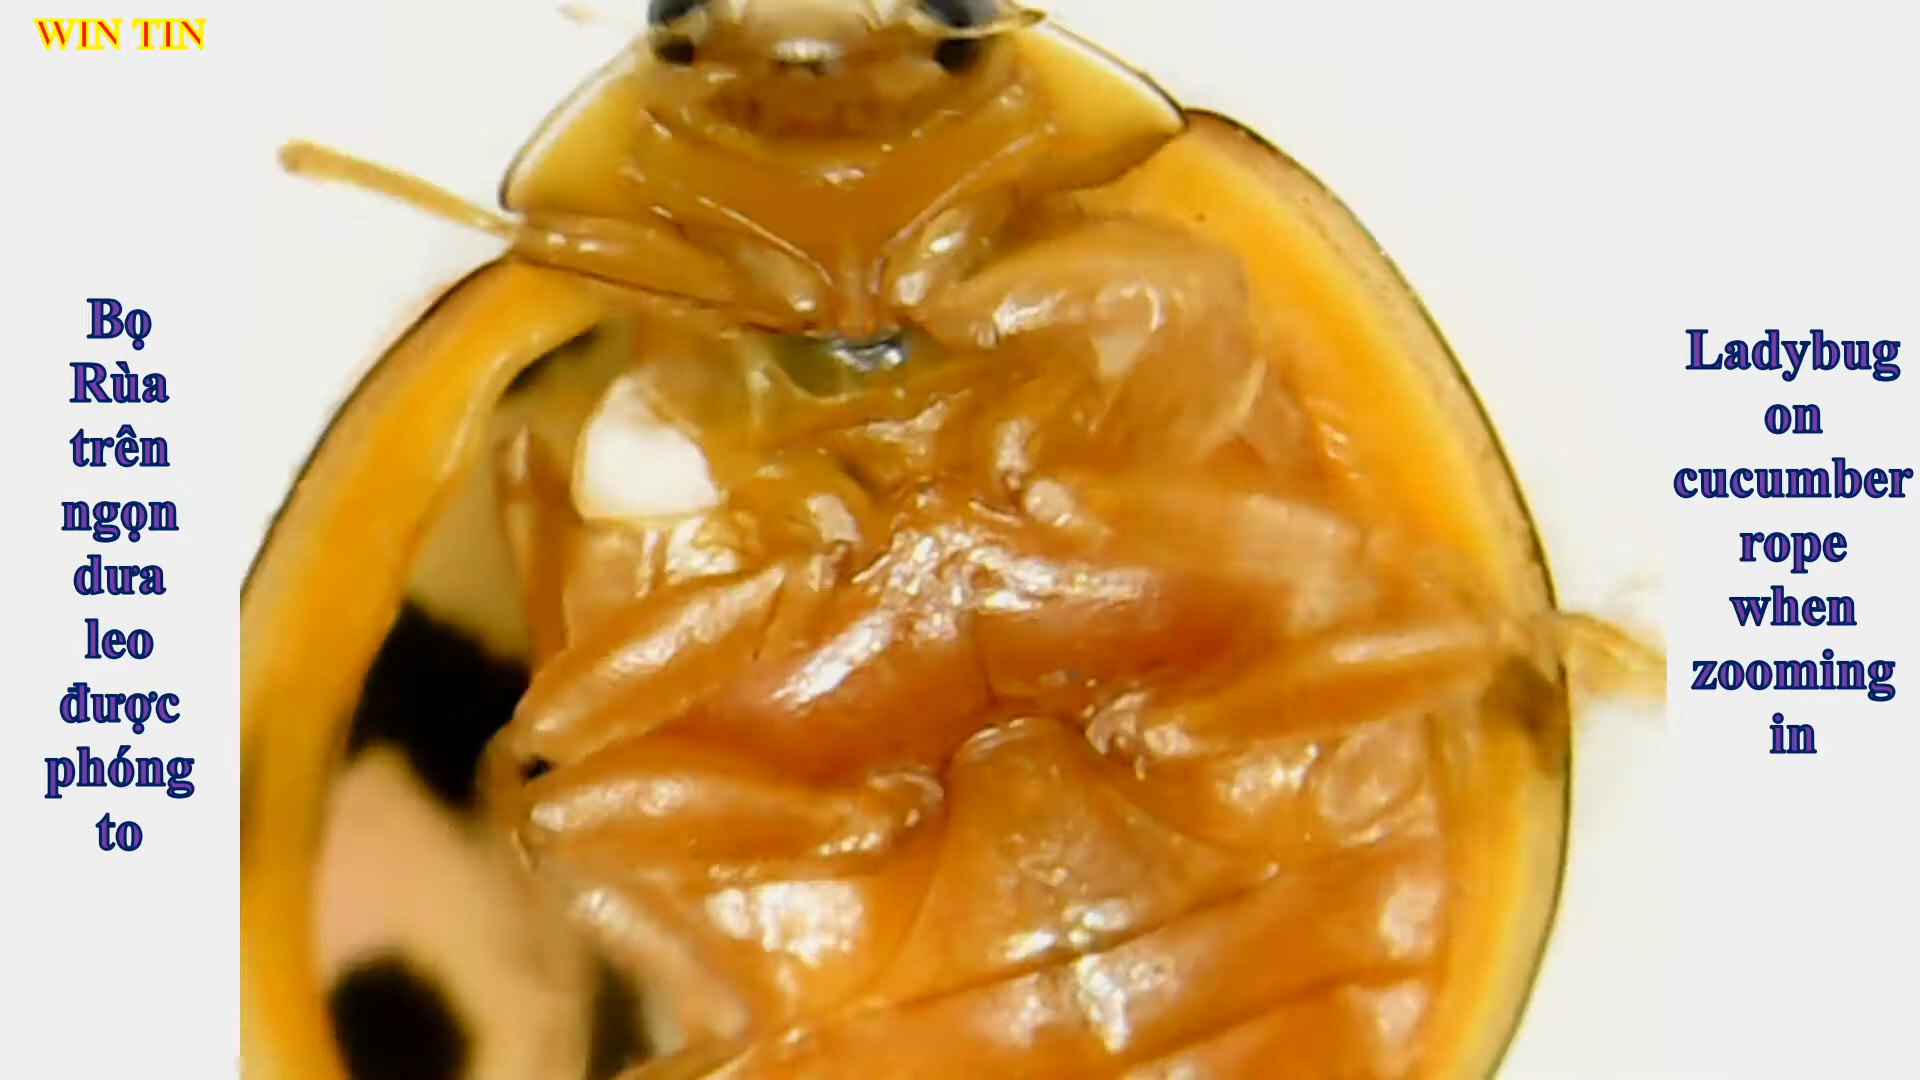 WIN TIN
Bọ
Rùa
trên
ngọn
dưa
leo
được
phóng
to
Ladybug
on
cucumber
rope
when
zooming
in